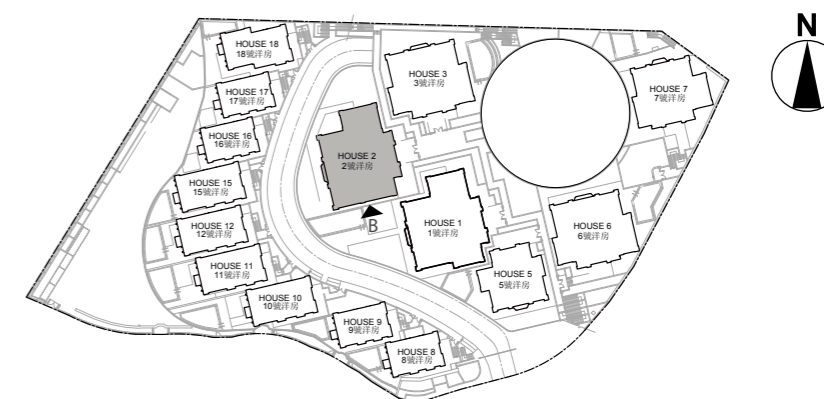 N
HOUSE 18
18號洋房
HOUSE 3
3號洋房
HOUSE 7
7號洋房
HOUSE 17
17號洋房
HOUSE 16
16號洋房
HOUSE 2
2號洋房
HOUSE 15
15號洋房
B
HOUSE 12
12號洋房
HOUSE 1
1號洋房
HOUSE 6
6號洋房
HOUSE 11
11號洋房
HOUSE 5
5號洋房
HOUSE 10
10號洋房
HOUSE 9
9號洋房
HOUSE 8
8號洋房